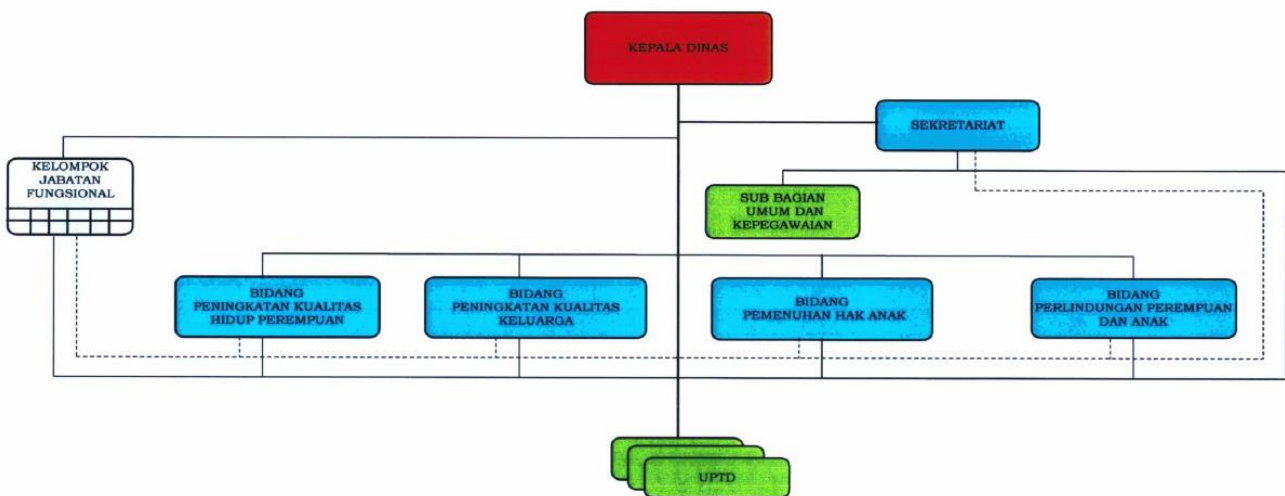 KEPALA DINAS
SEKRETARIAT
KELOMPOK
JABATAN
FUNGSIONAL
SUB BAGIAN
UMUM DAN
KEPEGAWAIAN
BIDANG
PENINGKATAN KUALITAS
HIDUP PEREMPUAN
BIDANG
PENINGKATAN KUALITAS
KELUARGA
BIDANG
PEMENUHAN HAK ANAK
BIDANG
PERLINDUNGAN PEREMPUAN
DAN ANAK
UPTD